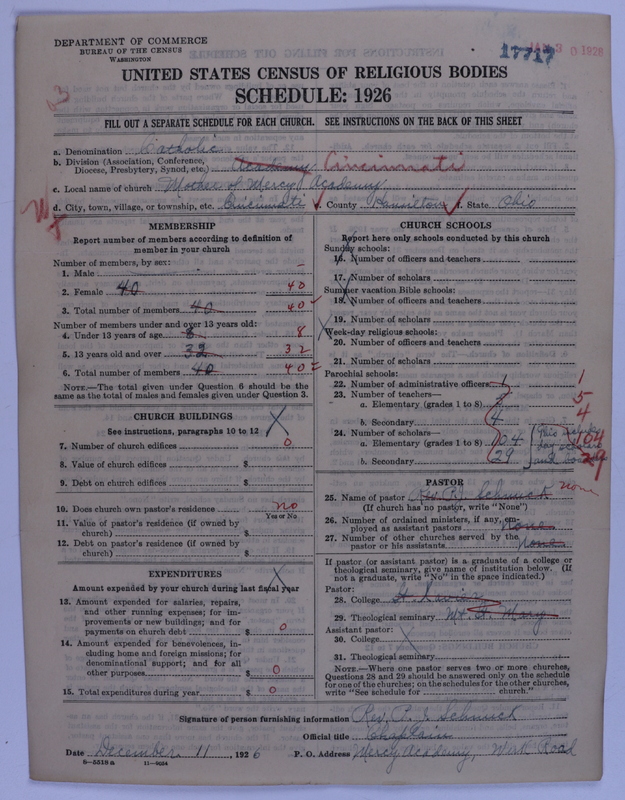 DEPARTMENT OF COMMERCE
BUREAU OF THE CENSUS
WASHINGTON
17717
JAN 3 0 1928
UNITED STATES CENSUS OF RELIGIOUS BODIES
SCHEDULE: 1926
FILL OUT A SEPARATE SCHEDULE FOR EACH CHURCH. SEE INSTRUCTIONS ON THE BACK OF THIS SHEET
a. Denomination Catholic
b. Division (Association, Conference, Diocese, Presbytery, Synod, etc.) Academy Cincinnati
c. Local name of church Mother of Mercy Academy
d. City, town, village, or township, etc. Cincinnati County Hamilton f. State Ohio
MEMBERSHIP
Report number of members according to definition of
member in your church
Number of members, by sex:
1. Male
2. Female 40 40
3. Total number of members 40 40
Number of members under and over 13 years old:
4. Under 13 years of age 8 8
5. 13 years old and over 32 32
6. Total number of members 40 40
NOTE.—The total given under Question 6 should be the
same as the total of males and females given under Question 3.
CHURCH BUILDINGS
See instructions, paragraphs 10 to 12
7. Number of church edifices 0
8. Value of church edifices $
9. Debt on church edifices $
10. Does church own pastor's residence no
Yes or No
11. Value of pastor's residence (if owned by
church) $
12. Debt on pastor's residence (if owned by
church) $
EXPENDITURES
Amount expended by your church during last fiscal year
13. Amount expended for salaries, repairs,
and other running expenses; for im-
provements or new buildings; and for
payments on church debt $ 0
14. Amount expended for benevolences, in-
cluding home and foreign missions; for
denominational support; and for all
other purposes $ 0
15. Total expenditures during year $ 0
CHURCH SCHOOLS
Report here only schools conducted by this church
Sunday schools:
16. Number of officers and teachers
17. Number of scholars
Summer vacation Bible schools:
18. Number of officers and teachers
19. Number of scholars
Week-day religious schools:
20. Number of officers and teachers
21. Number of scholars
Parochial schools:
22. Number of administrative officers 1 1
23. Number of teachers—
a. Elementary (grades 1 to 8) 5
b. Secondary 4 4
24. Number of scholars—
a. Elementary (grades 1 to 8) 104 104
b. Secondary 29 29
PASTOR
25. Name of pastor Rev. P. J. Schnuck none
(If church has no pastor, write "None")
26. Number of ordained ministers, if any, em-
ployed as assistant pastors none
27. Number of other churches served by the
pastor or his assistants none
If pastor (or assistant pastor) is a graduate of a college or
theological seminary, give name of institution below. (If
not a graduate, write "No" in the space indicated.)
Pastor:
28. College St. Xavier
29. Theological seminary Mt. St. Mary
Assistant pastor:
30. College
31. Theological seminary
NOTE.—Where one pastor serves two or more churches,
Questions 28 and 29 should be answered only on the schedule
for one of the churches; on the schedules for the other churches,
write "See schedule for church."
Signature of person furnishing information Rev. P. J. Schnuck
Official title Chaplain
Date December 11, 1926 P. O. Address Mercy Academy, Road
8—5518a 11—9054